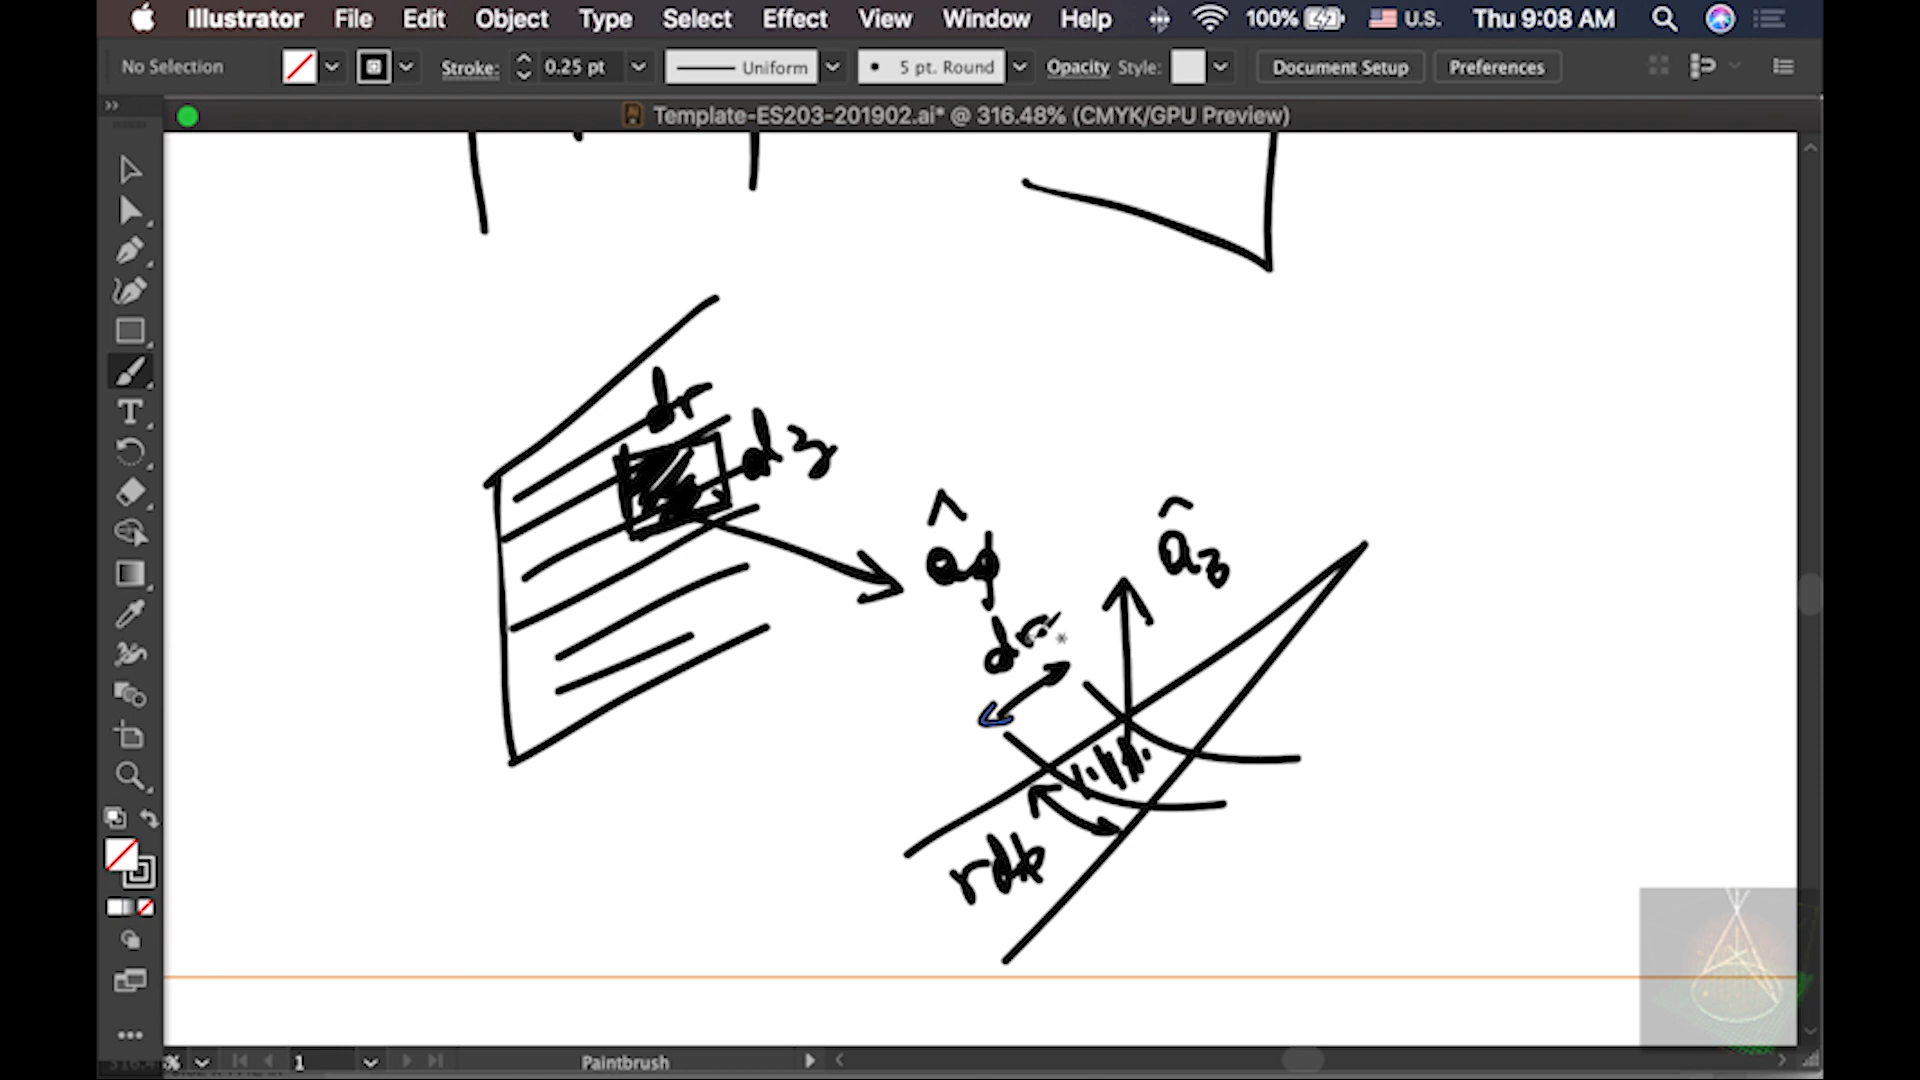 Illustrator File Edit Object Type Select Effect View Window Help 100% U.S. Thu 9:08 AM
No Selection Stroke: 0.25 pt Uniform • 5 pt. Round Opacity Style: Document Setup Preferences
Template-ES203-201902.ai* @ 316.48% (CMYK/GPU Preview)
dr
dz
âϕ
âz
dr
rdϕ
1 Paintbrush